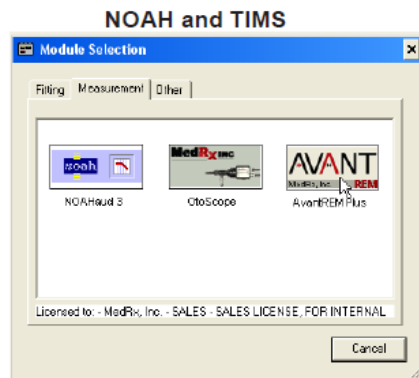 NOAH and TIMS
Module Selection
Fitting Measurement Other
noah MedRx INC AVANT
MedRx, Inc. REM
NOAHaud 3 OtoScope AvantREM Plus
Licensed to: - MedRx, Inc. - SALES - SALES LICENSE, FOR INTERNAL
Cancel